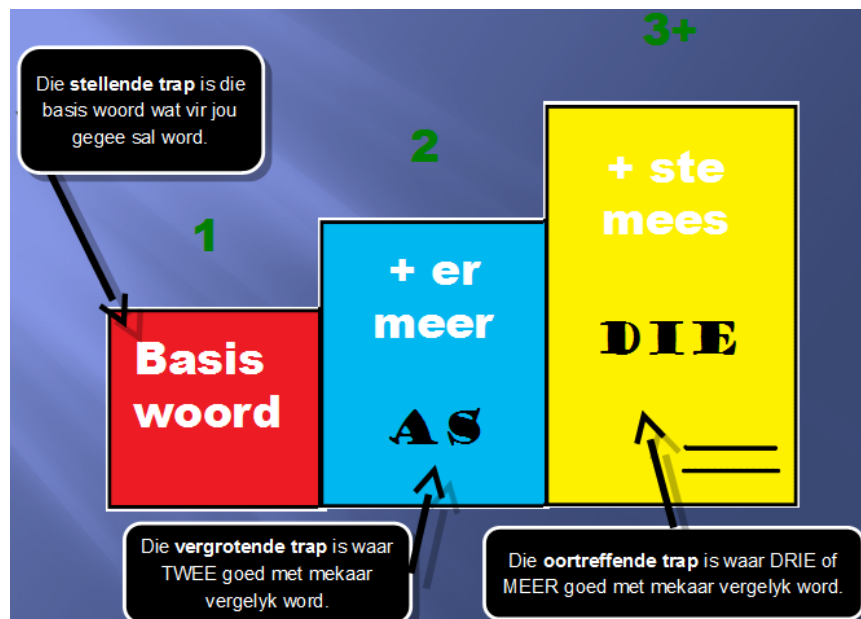 3+
Die stellende trap is die
basis woord wat vir jou
gegee sal word.
2
+ ste
mees
1
+ er
meer
DIE
Basis
woord
AS
Die vergrotende trap is waar
TWEE goed met mekaar
vergelyk word.
Die oortreffende trap is waar DRIE of
MEER goed met mekaar vergelyk word.